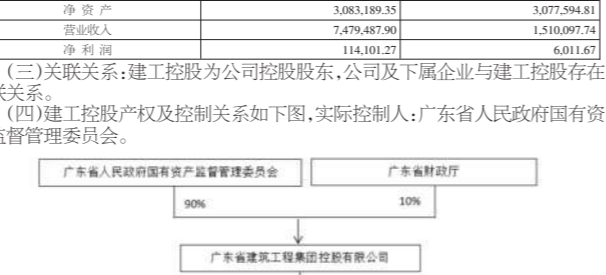 净 资 产 3,083,189.35 3,077,594.81
营业收入 7,479,487.90 1,510,097.74
净 利 润 114,101.27 6,011.67
(三)关联关系:建工控股为公司控股股东,公司及下属企业与建工控股存在
联关系。
(四)建工控股产权及控制关系如下图,实际控制人:广东省人民政府国有资
监督管理委员会。
广东省人民政府国有资产监督管理委员会 广东省财政厅
90% 10%
广东省建筑工程集团控股有限公司